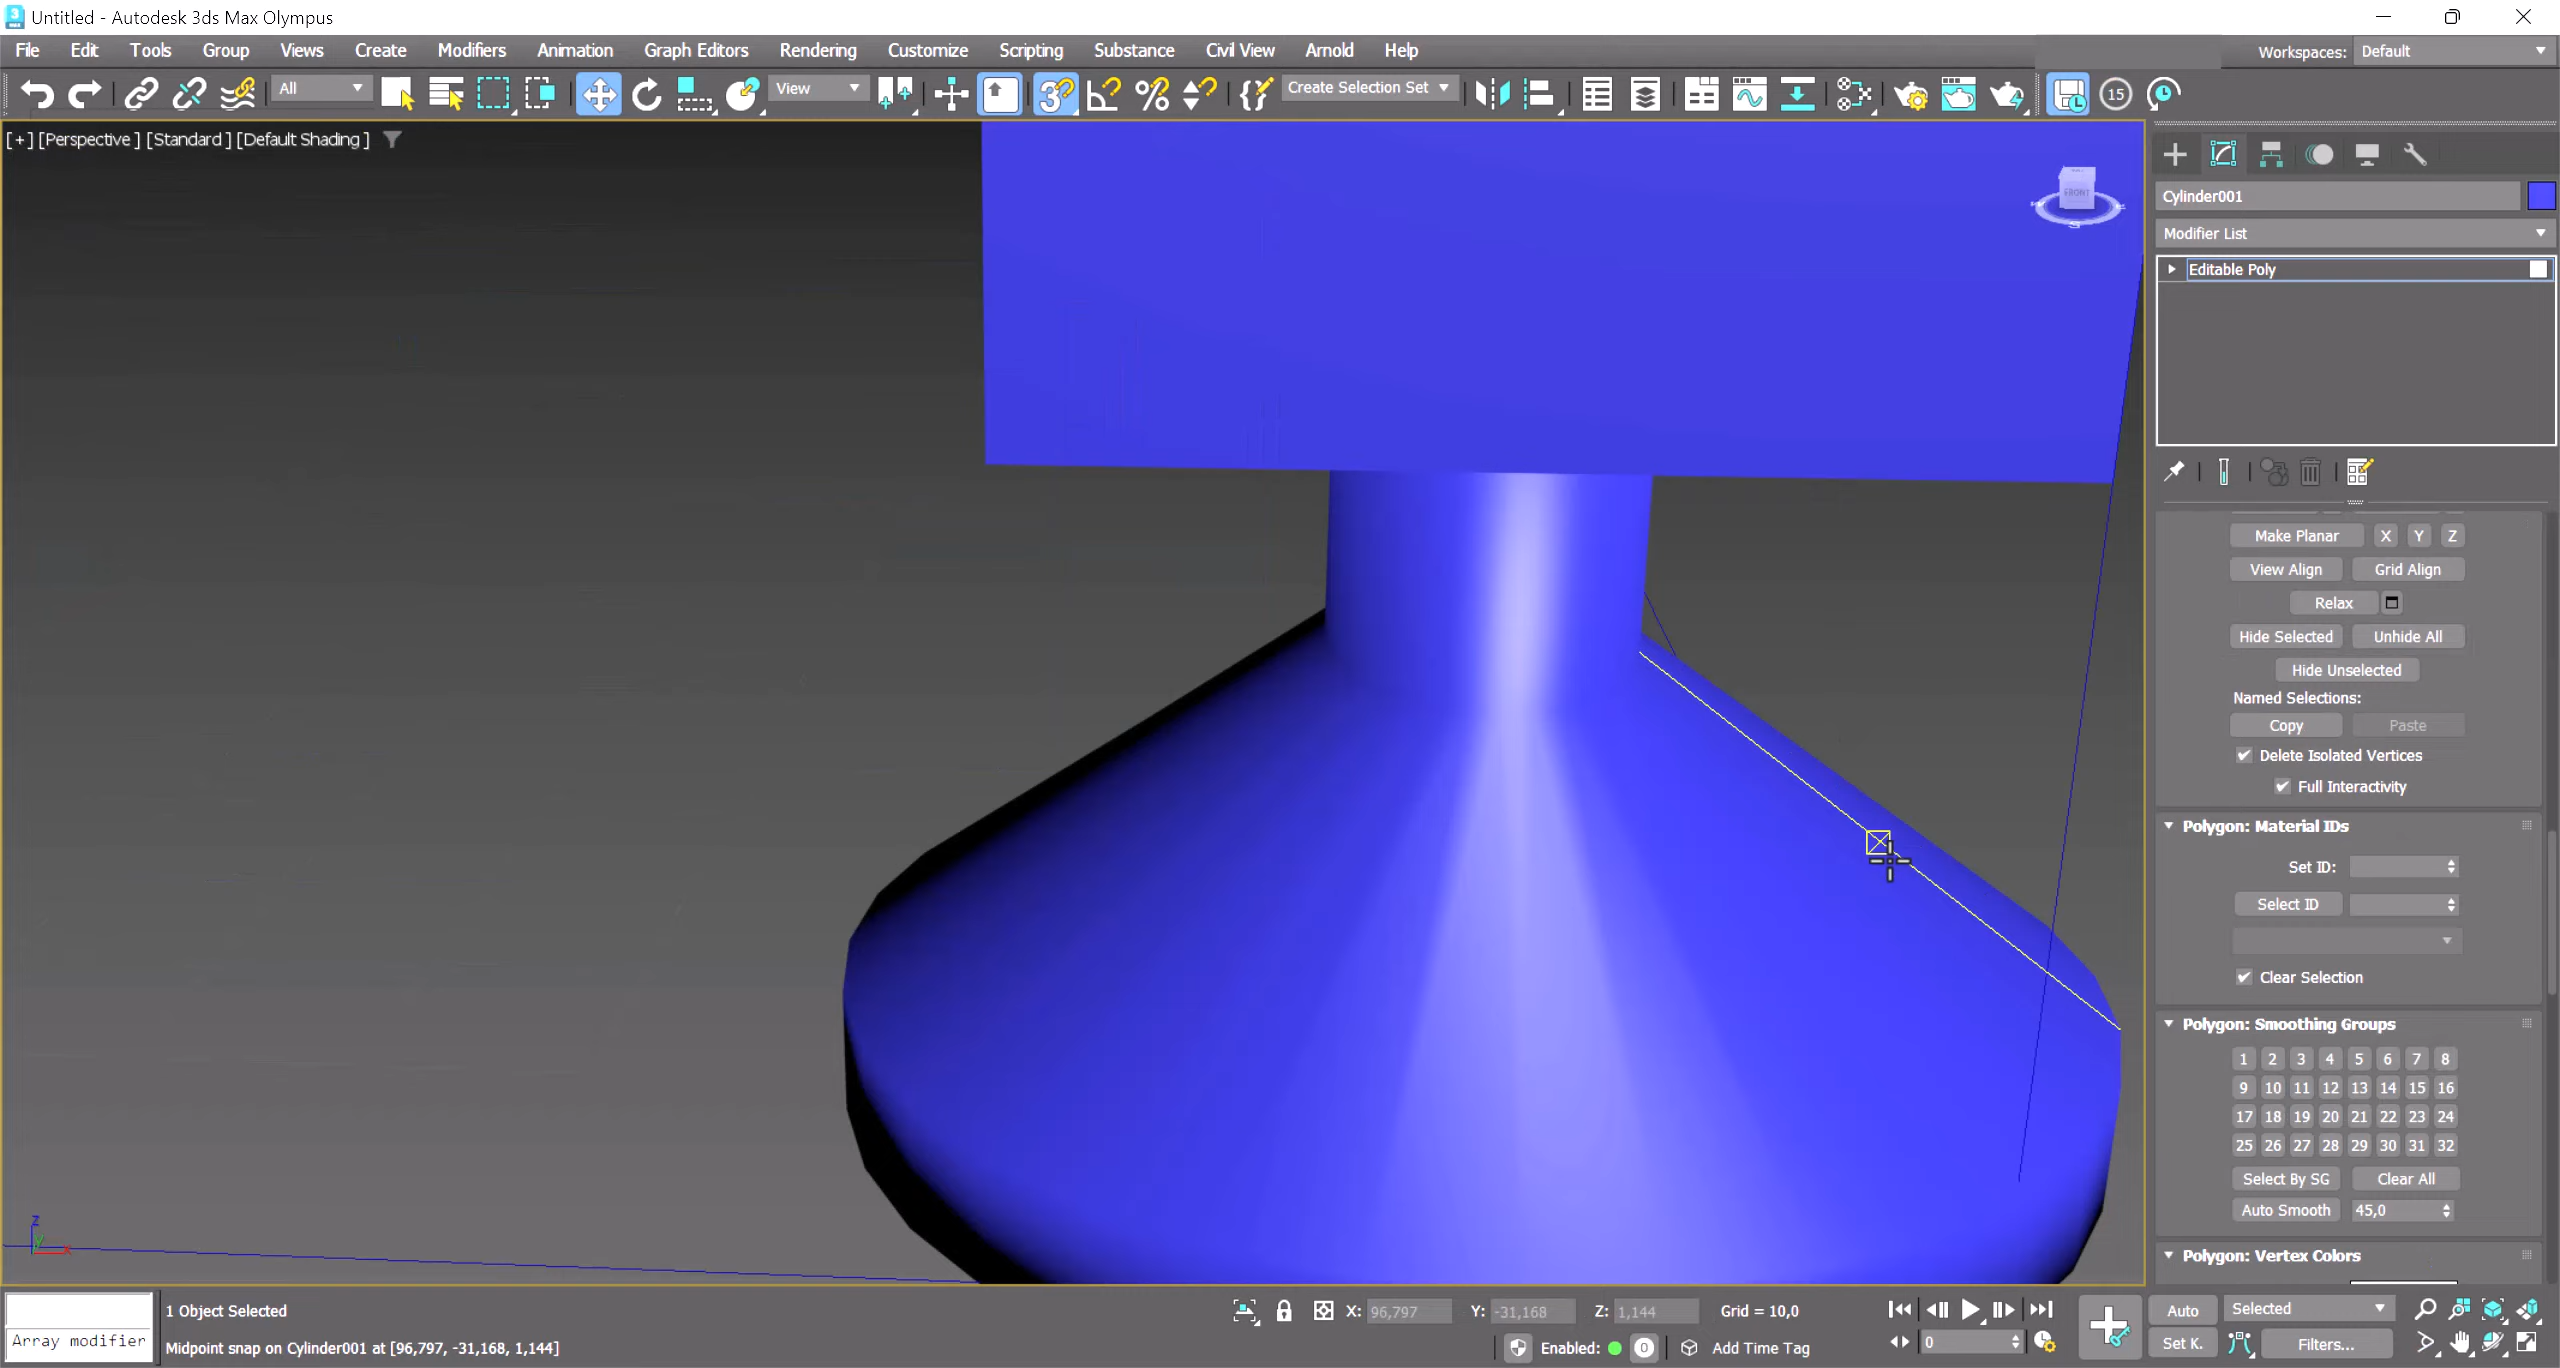 Untitled - Autodesk 3ds Max Olympus
File Edit Tools Group Views Create Modifiers Animation Graph Editors Rendering Customize Scripting Substance Civil View Arnold Help
Workspaces: Default
All
View
3
%
Create Selection Set
15
[+] [Perspective ] [Standard ] [Default Shading ]
FRONT
Cylinder001
Modifier List
Editable Poly
Make Planar X Y Z
View Align Grid Align
Relax
Hide Selected Unhide All
Hide Unselected
Named Selections:
Copy Paste
Delete Isolated Vertices
Full Interactivity
Polygon: Material IDs
Set ID:
Select ID
Clear Selection
Polygon: Smoothing Groups
1 2 3 4 5 6 7 8
9 10 11 12 13 14 15 16
17 18 19 20 21 22 23 24
25 26 27 28 29 30 31 32
Select By SG Clear All
Auto Smooth 45,0
Polygon: Vertex Colors
z
y
x
Array modifier
1 Object Selected
Midpoint snap on Cylinder001 at [96,797, -31,168, 1,144]
X: 96,797 Y: -31,168 Z: 1,144 Grid = 10,0
Enabled: 0 Add Time Tag
0
Auto Selected
Set K. Filters...